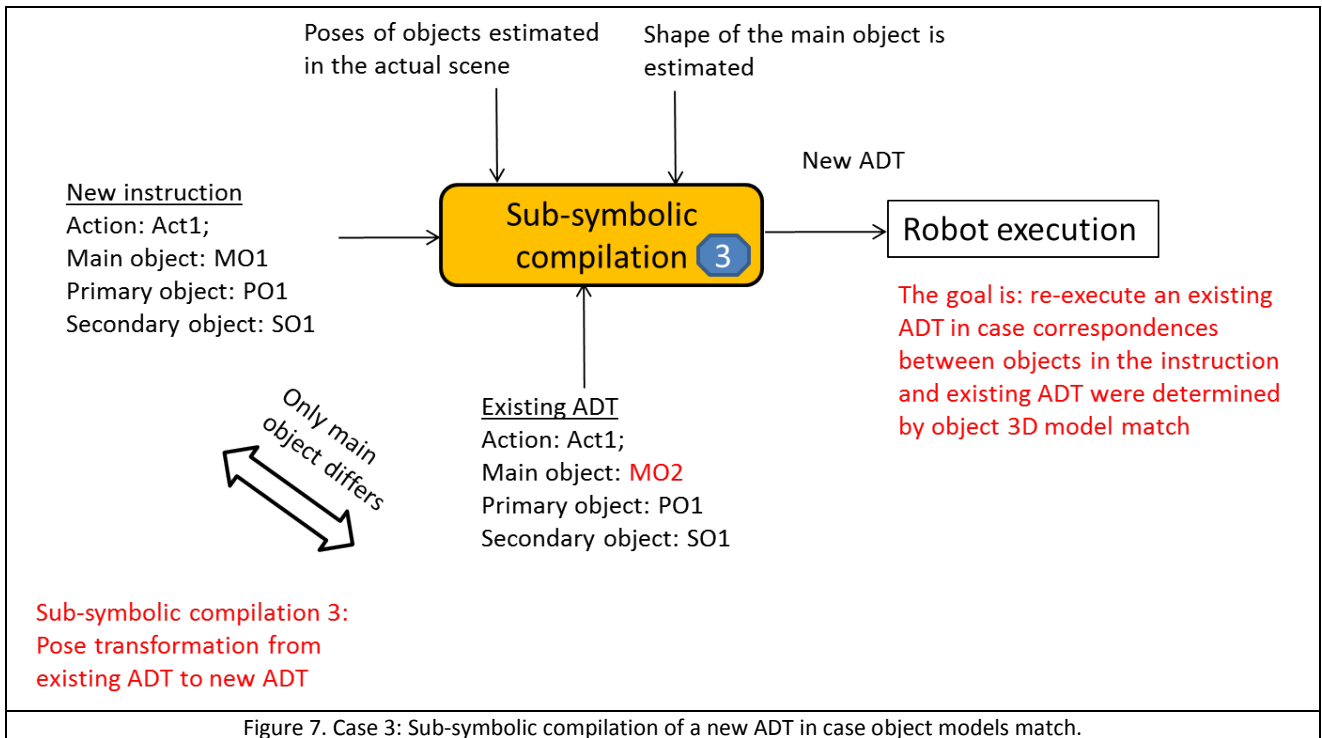 Poses of objects estimated
in the actual scene
Shape of the main object is
estimated
New ADT
New instruction
Action: Act1;
Main object: MO1
Primary object: PO1
Secondary object: SO1
Sub-symbolic
compilation 3
Robot execution
The goal is: re-execute an existing
ADT in case correspondences
between objects in the instruction
and existing ADT were determined
by object 3D model match
Only main
object differs
Existing ADT
Action: Act1;
Main object: MO2
Primary object: PO1
Secondary object: SO1
Sub-symbolic compilation 3:
Pose transformation from
existing ADT to new ADT
Figure 7. Case 3: Sub-symbolic compilation of a new ADT in case object models match.